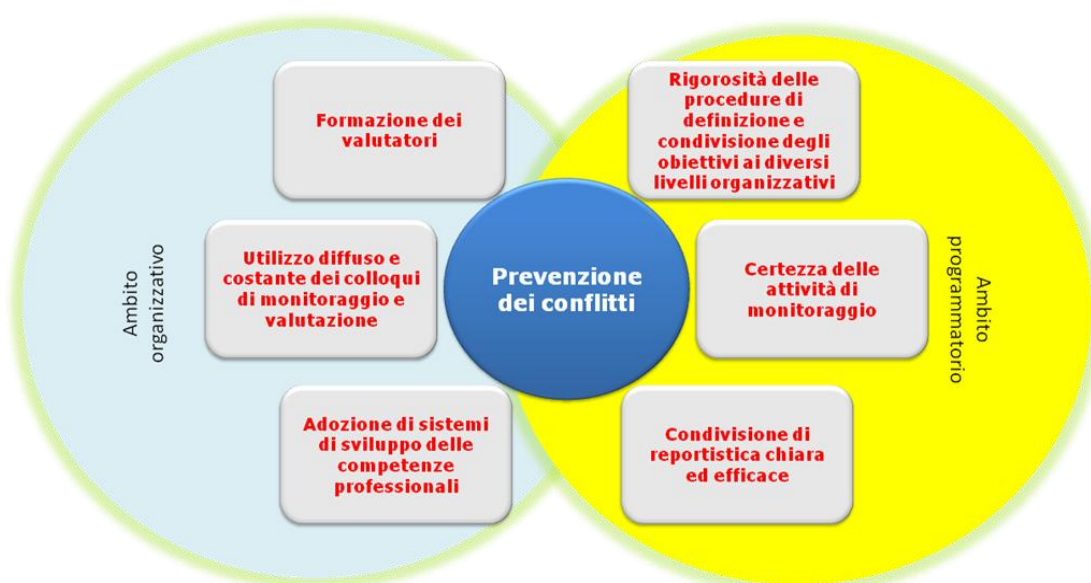 Formazione dei
valutatori
Utilizzo diffuso e
costante dei colloqui
di monitoraggio e
valutazione
Adozione di sistemi
di sviluppo delle
competenze
professionali
Ambito
organizzativo
Prevenzione
dei conflitti
Rigorosità delle
procedure di
definizione e
condivisione degli
obiettivi ai diversi
livelli organizzativi
Certezza delle
attività di
monitoraggio
Condivisione di
reportistica chiara
ed efficace
Ambito
programmatorio